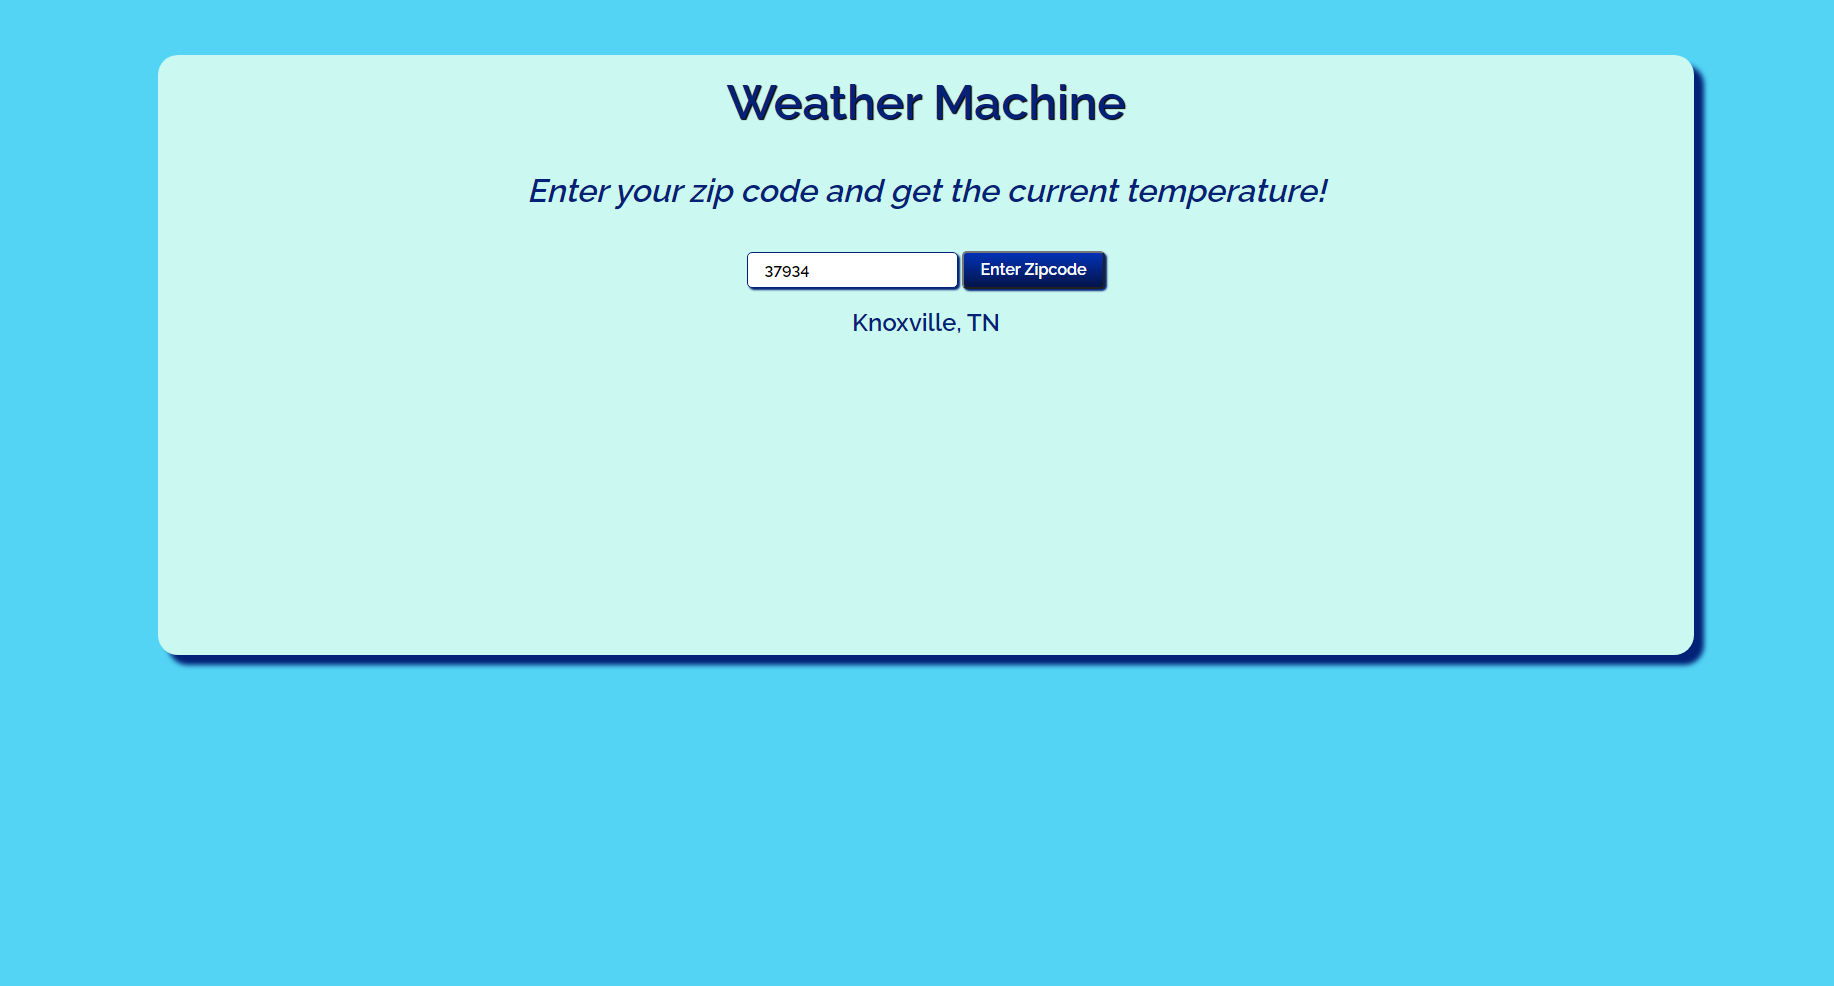 Weather Machine
Enter your zip code and get the current temperature!
37934 Enter Zipcode
Knoxville, TN